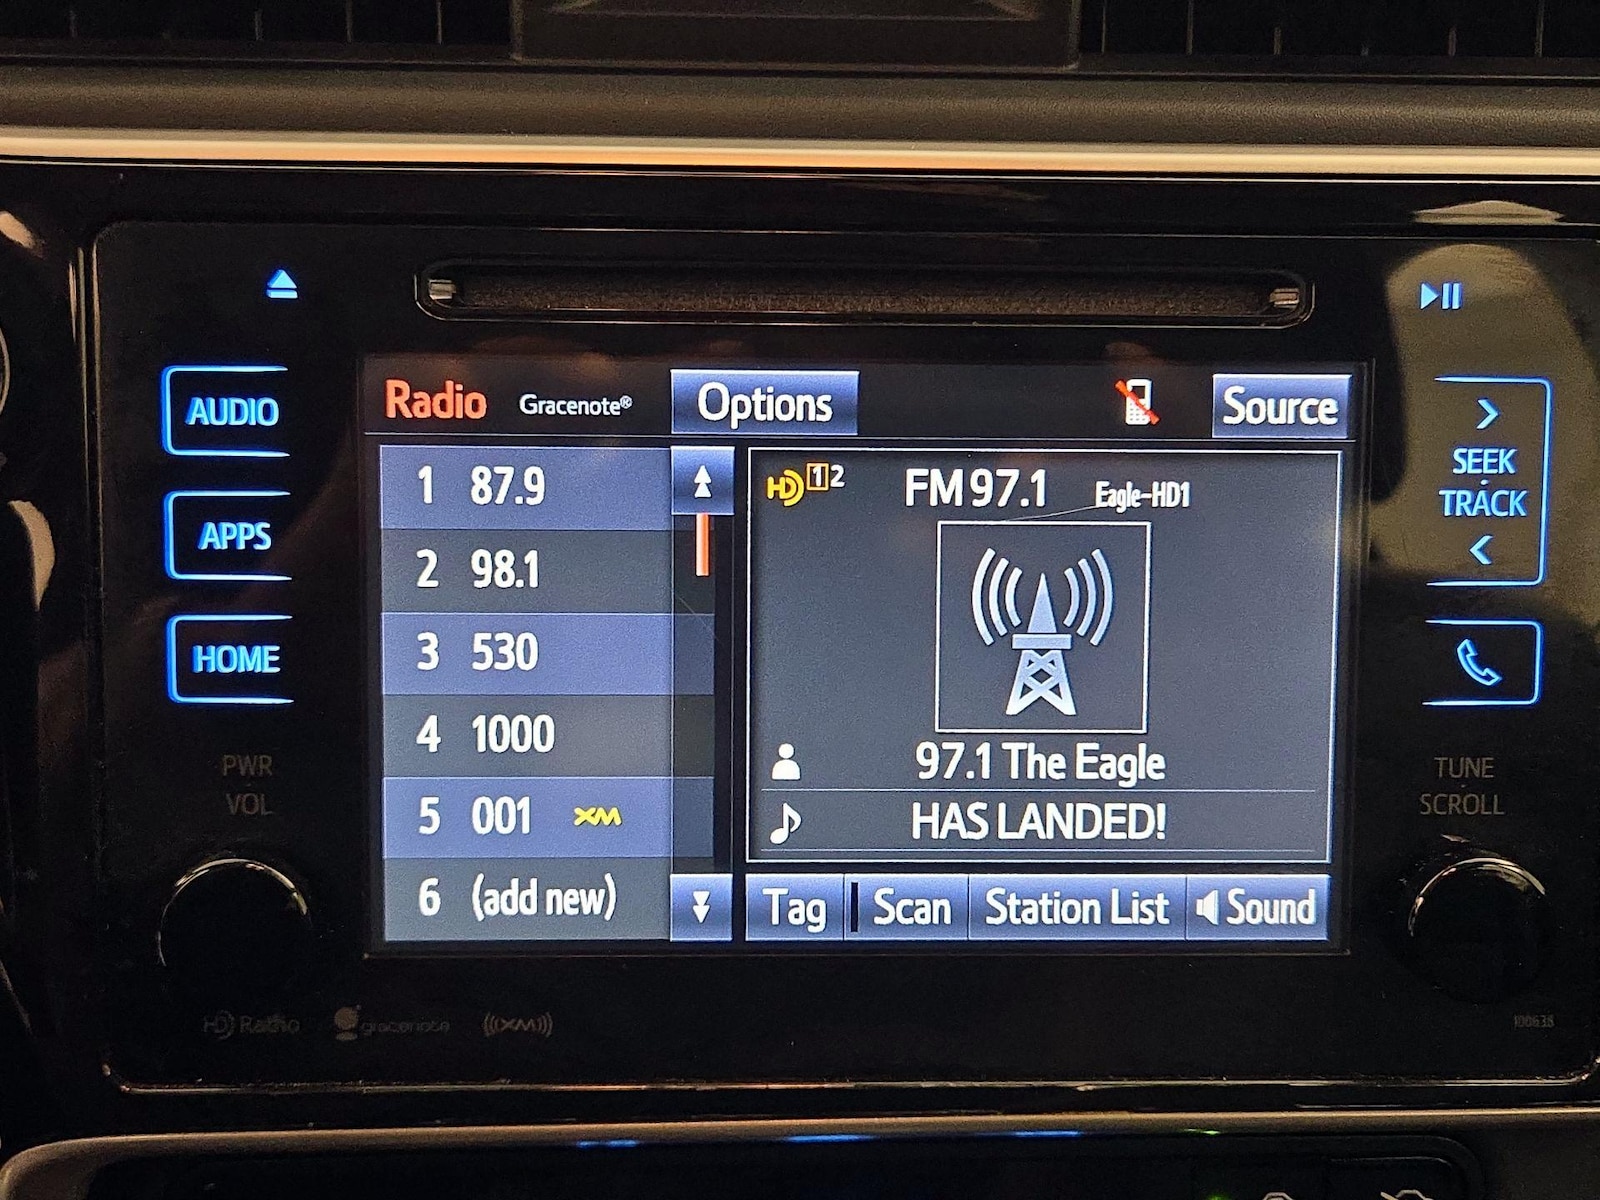 AUDIO
APPS
HOME
PWR
VOL
Radio Gracenote® Options Source
1 87.9
2 98.1
3 530
4 1000
5 001 XM
6 (add new)
HD 1 2 FM 97.1 Eagle-HD1
97.1 The Eagle
HAS LANDED!
Tag Scan Station List Sound
SEEK
TRACK
TUNE
SCROLL
HD Radio gracenote ((XM))
100638